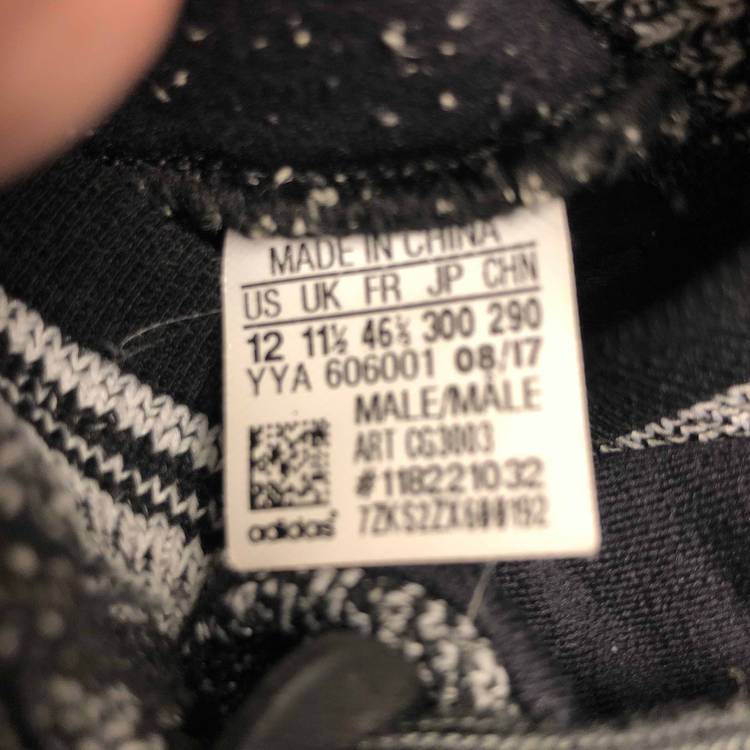 MADE IN CHINA
US UK FR JP CHN
12 11½ 46⅔ 300 290
YYA 606001 08/17
MALE/MÂLE
ART CG3003
#118221032
adidas